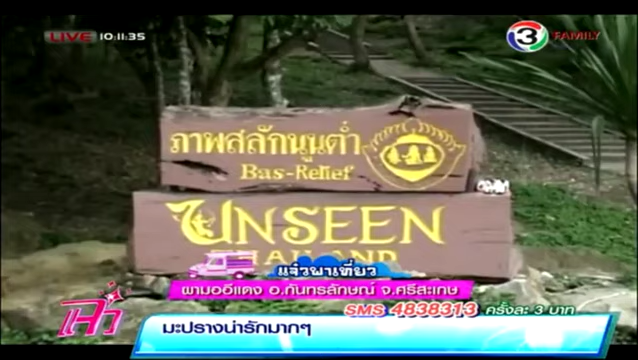 LIVE 10:11:35
3 FAMILY
ภาพสลักนูนต่ำ
Bas-Relief
UNSEEN
THAILAND
แจ๋วพาเที่ยว
ผามออีแดง อ.กันทรลักษณ์ จ.ศรีสะเกษ
SMS 4838313 ครั้งละ 3 บาท
แจ๋ว
มะปรางน่ารักมากๆ